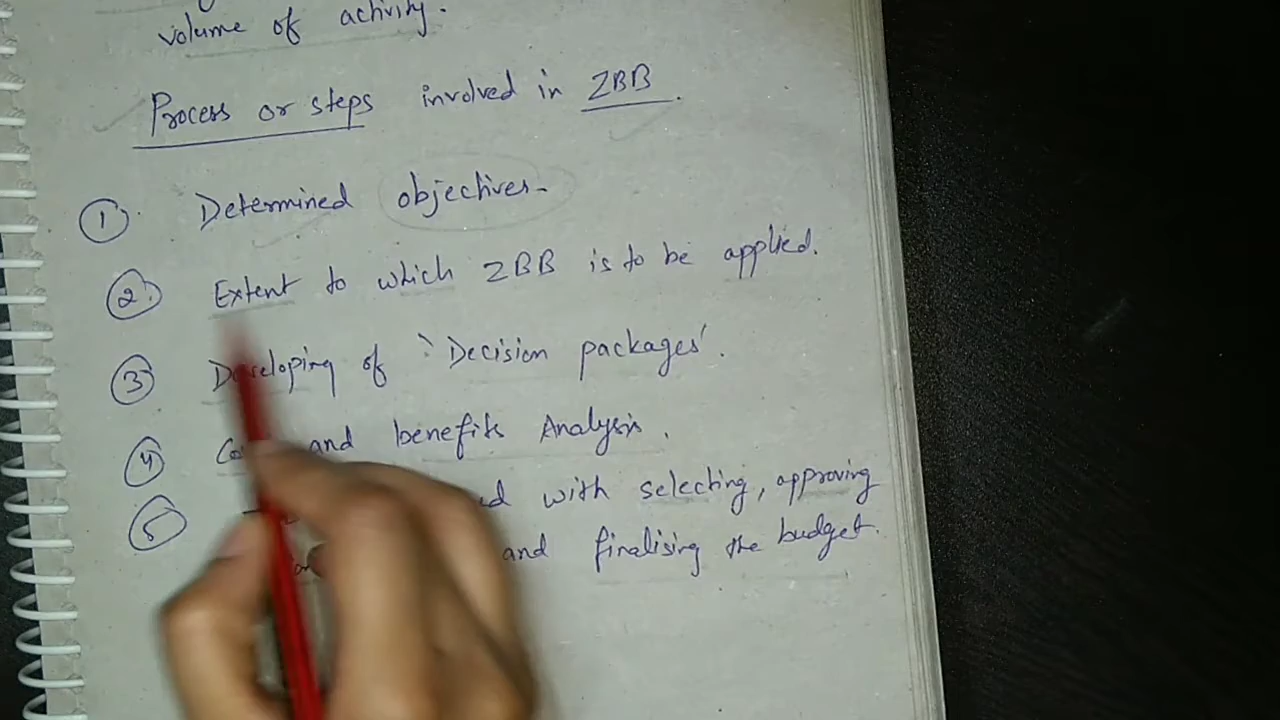 volume of activity.
Process or steps involved in ZBB.
① Determined objectives.
② Extent to which ZBB is to be applied.
③ Developing of 'Decision packages'.
④ and benefits Analysis.
⑤ with selecting, approving
and finalising the budget.